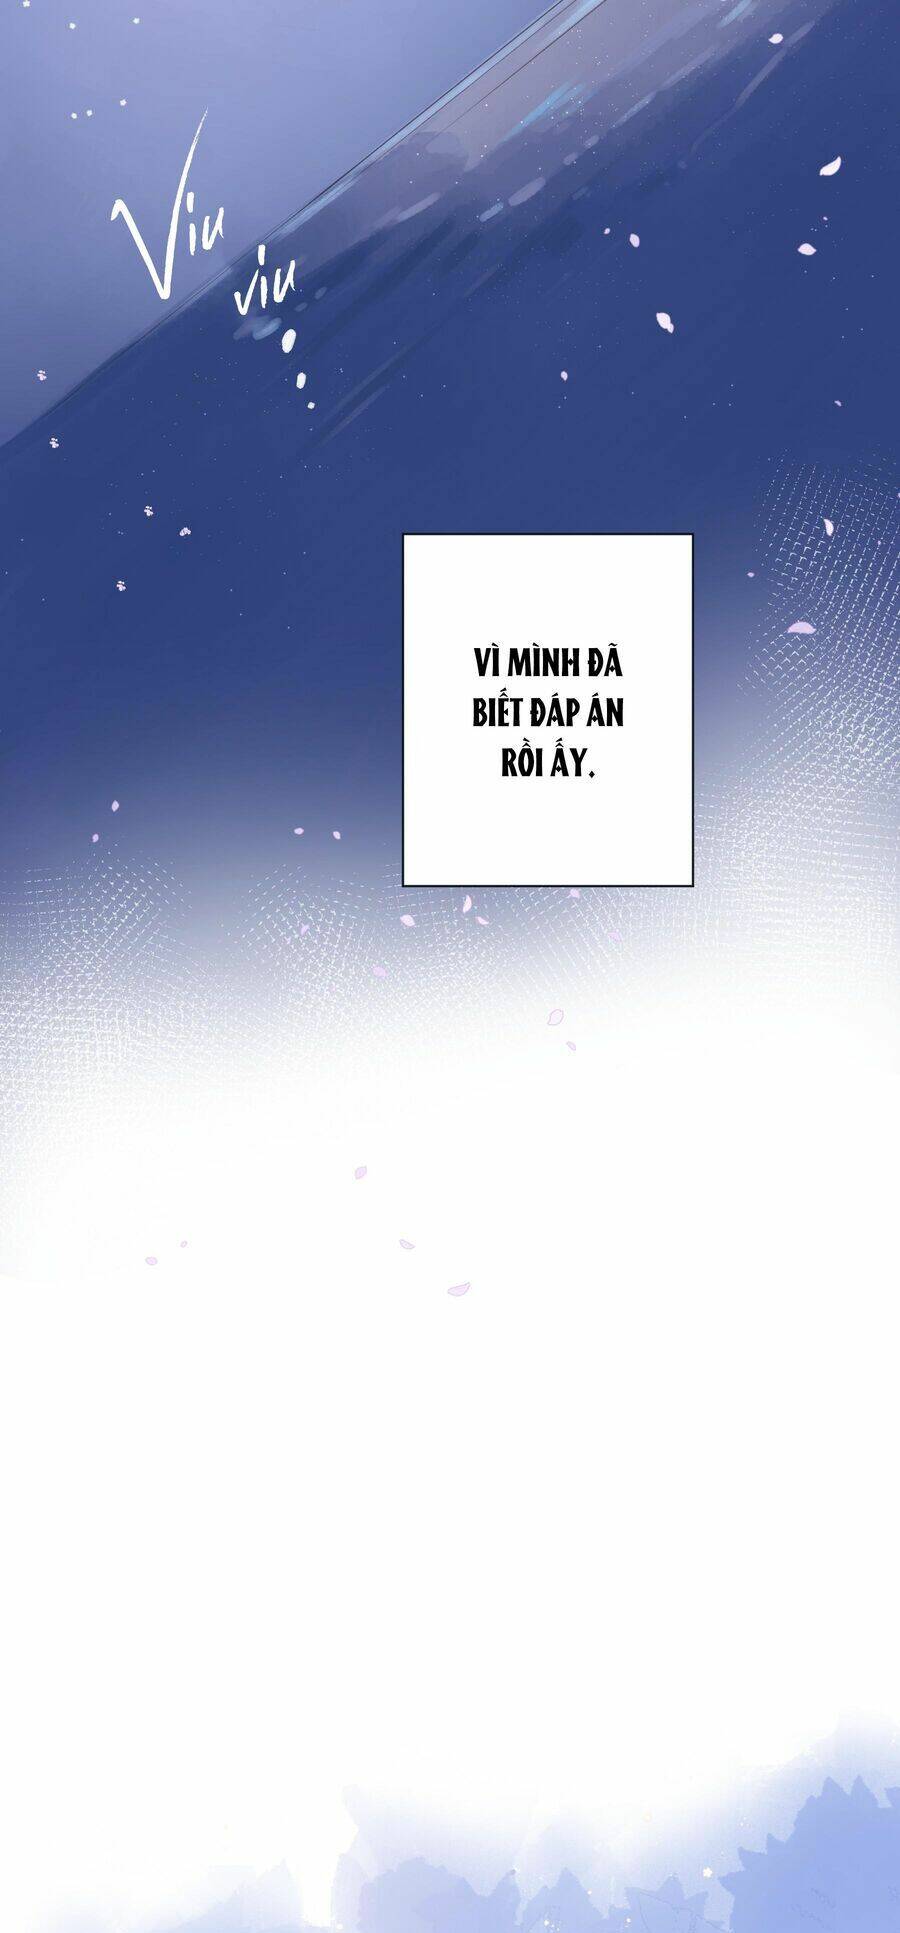 Viu
viu
VÌ MÌNH ĐÃ
BIẾT ĐÁP ÁN
RỒI ẤY.